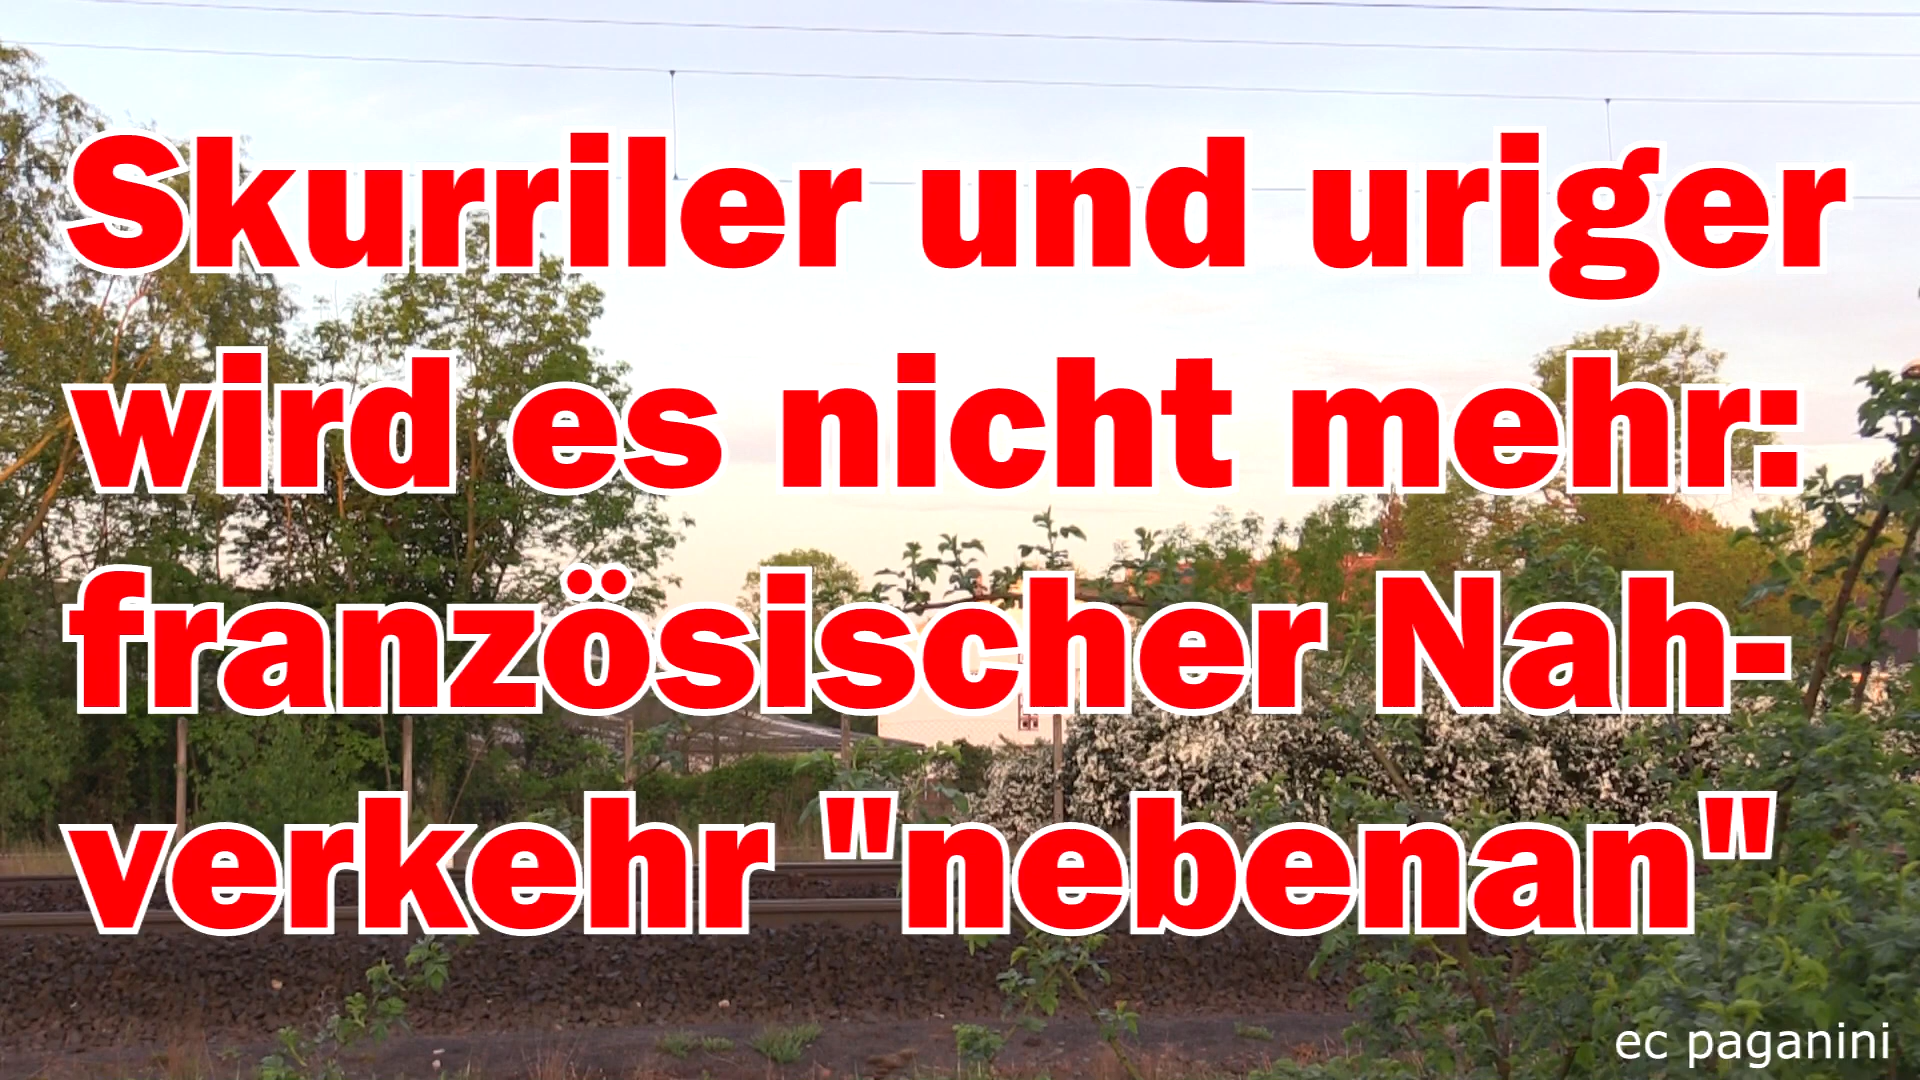 Skurriler und uriger
wird es nicht mehr:
französischer Nah-
verkehr "nebenan"
ec paganini